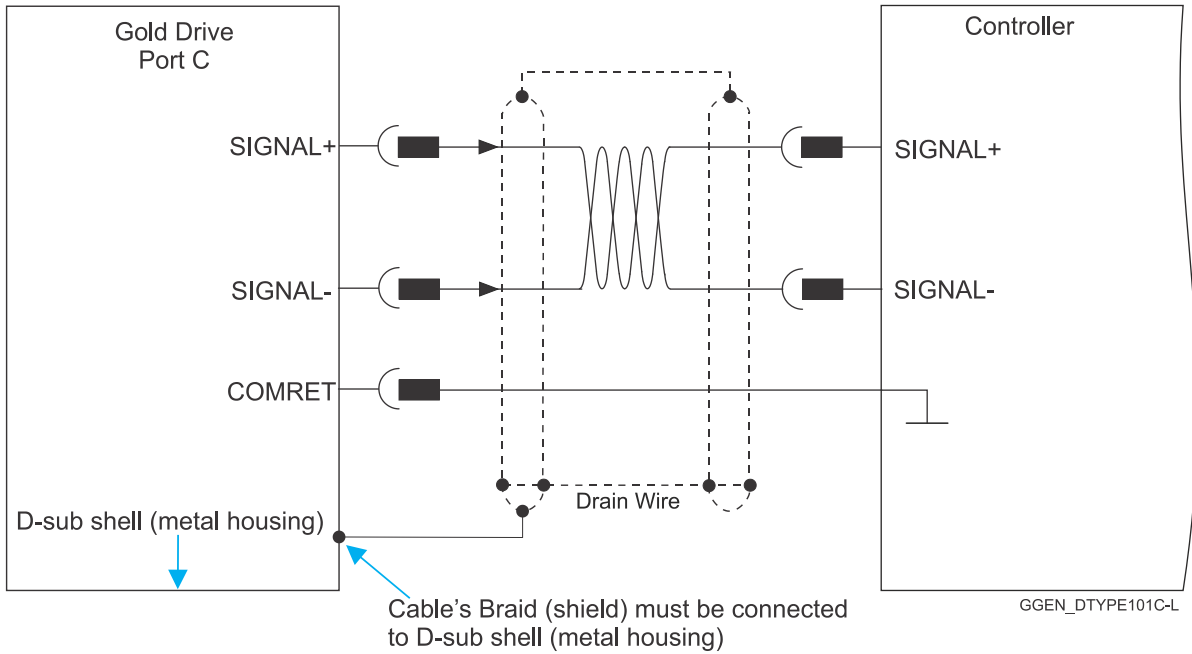 Gold Drive
Port C
Controller
SIGNAL+
SIGNAL+
SIGNAL-
SIGNAL-
COMRET
Drain Wire
D-sub shell (metal housing)
Cable's Braid (shield) must be connected
to D-sub shell (metal housing)
GGEN_DTYPE101C-L